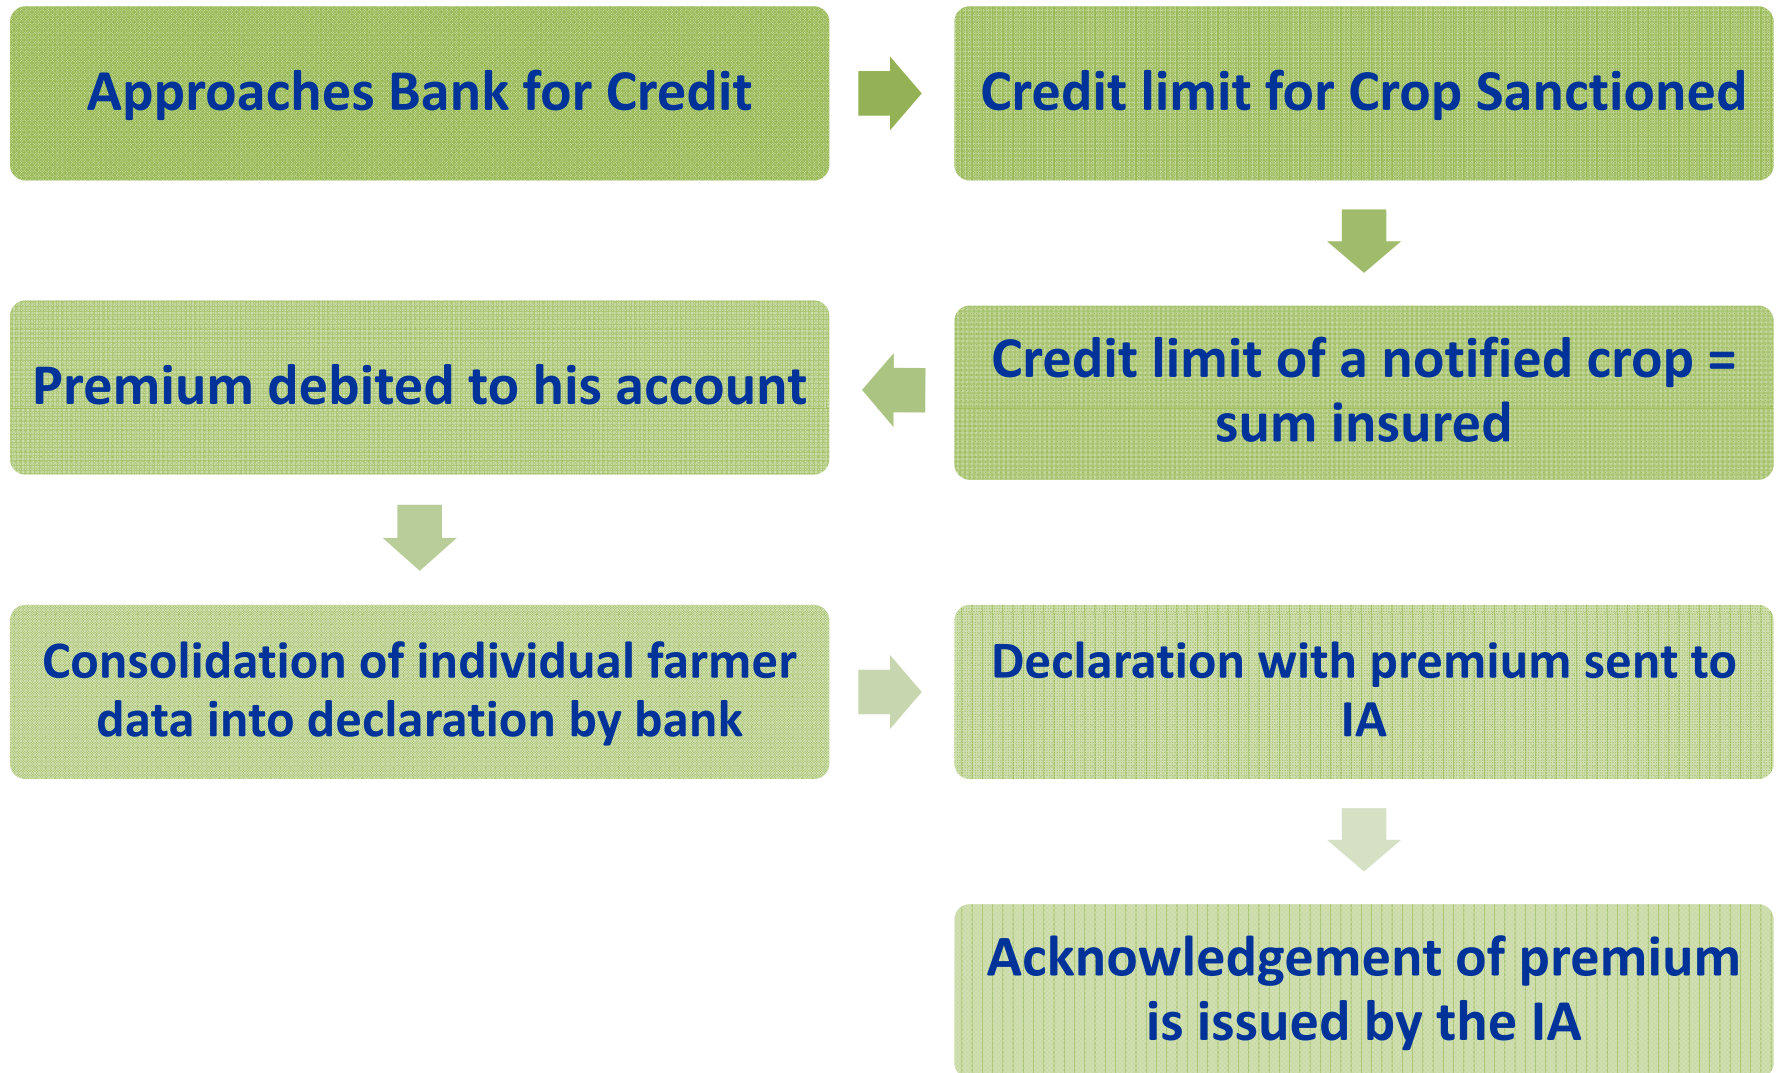 Approaches Bank for Credit
Credit limit for Crop Sanctioned
Credit limit of a notified crop =
sum insured
Premium debited to his account
Consolidation of individual farmer
data into declaration by bank
Declaration with premium sent to
IA
Acknowledgement of premium
is issued by the IA